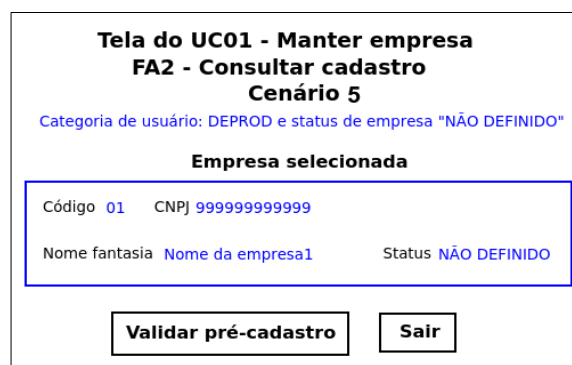 Tela do UC01 - Manter empresa
FA2 - Consultar cadastro
Cenário 5
Categoria de usuário: DEPROD e status de empresa "NÃO DEFINIDO"
Empresa selecionada
Código 01 CNPJ 999999999999
Nome fantasia Nome da empresa1 Status NÃO DEFINIDO
Validar pré-cadastro Sair